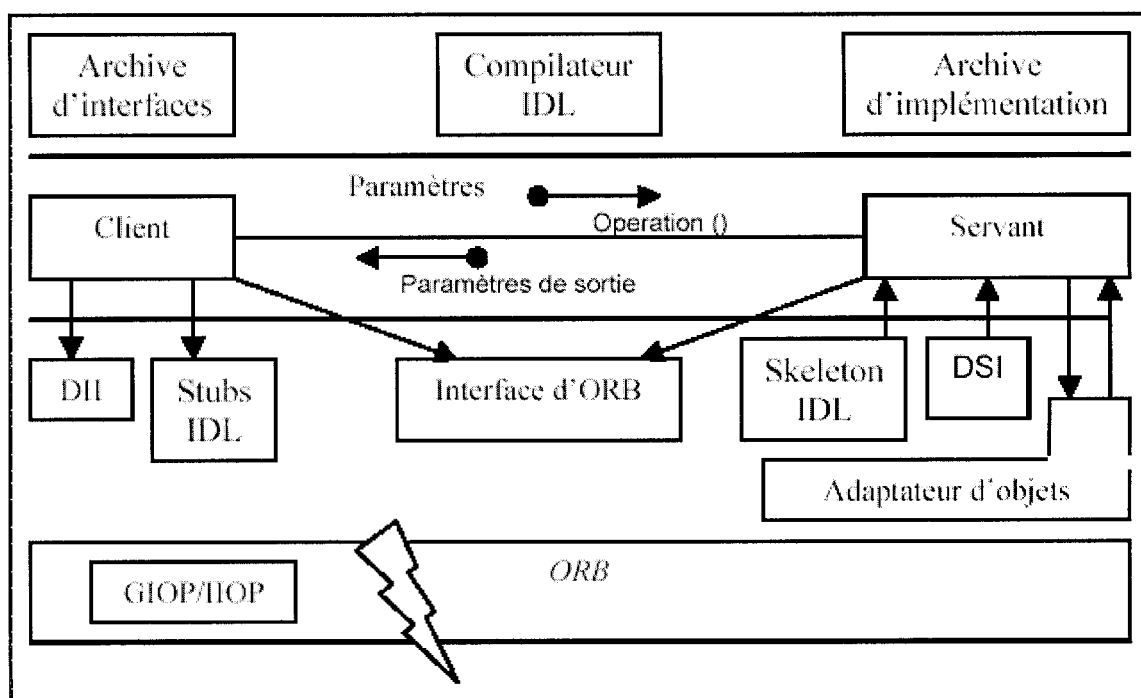 Archive
d'interfaces
Compilateur
IDL
Archive
d'implémentation
Paramètres
Operation ()
Client
Servant
Paramètres de sortie
DII
Stubs
IDL
Interface d'ORB
Skeleton
IDL
DSI
Adaptateur d'objets
ORB
GIOP/IIOP